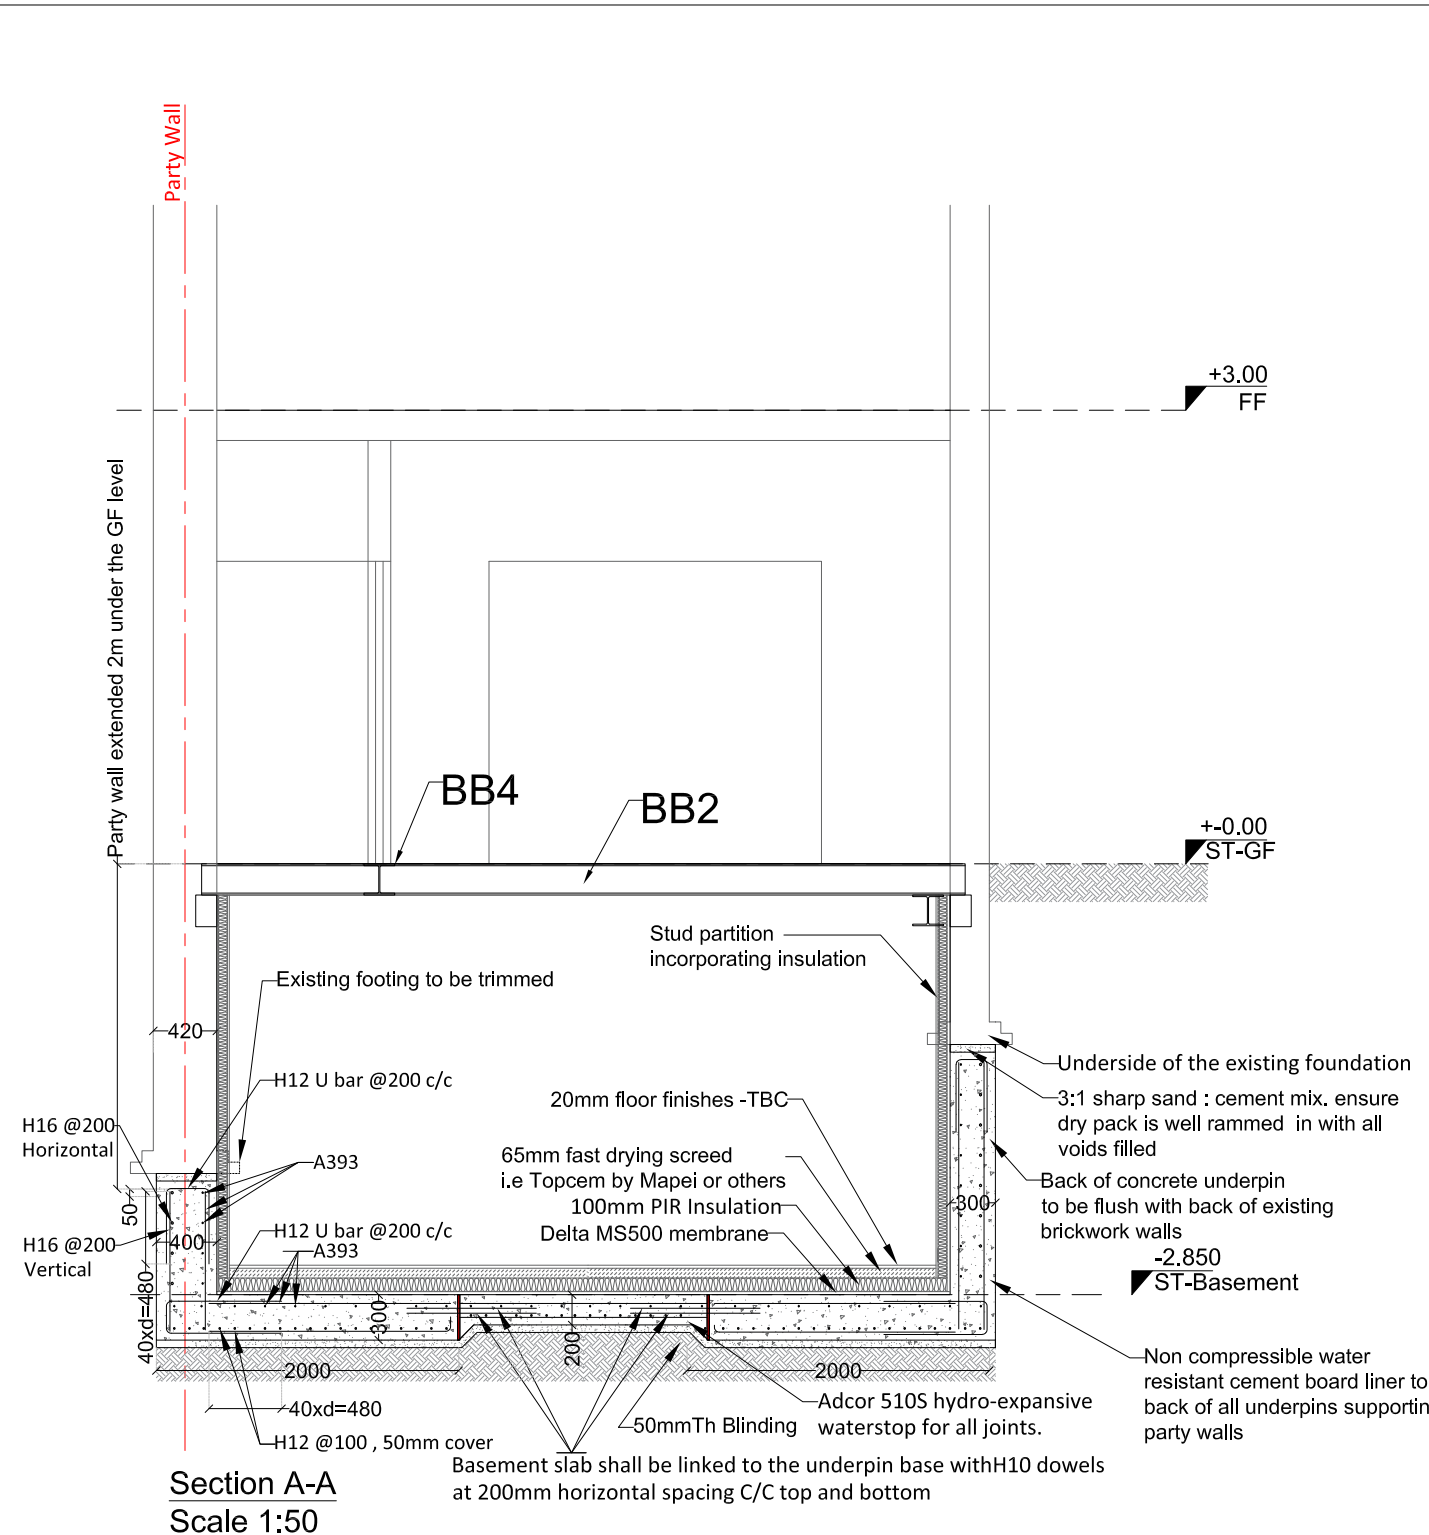 Party Wall
+3.00
FF
Party wall extended 2m under the GF level
BB4
BB2
+-0.00
ST-GF
Stud partition
incorporating insulation
Existing footing to be trimmed
420
Underside of the existing foundation
H12 U bar @200 c/c
20mm floor finishes -TBC
3:1 sharp sand : cement mix. ensure
dry pack is well rammed in with all
voids filled
H16 @200
Horizontal
A393
65mm fast drying screed
i.e Topcem by Mapei or others
100mm PIR Insulation
Delta MS500 membrane
Back of concrete underpin
to be flush with back of existing
brickwork walls
300
50
H12 U bar @200 c/c
A393
400
H16 @200
Vertical
-2.850
ST-Basement
40xd=480
300
200
2000
2000
Non compressible water
resistant cement board liner to
back of all underpins supportin
party walls
40xd=480
Adcor 510S hydro-expansive
waterstop for all joints.
50mmTh Blinding
H12 @100 , 50mm cover
Basement slab shall be linked to the underpin base withH10 dowels
at 200mm horizontal spacing C/C top and bottom
Section A-A
Scale 1:50